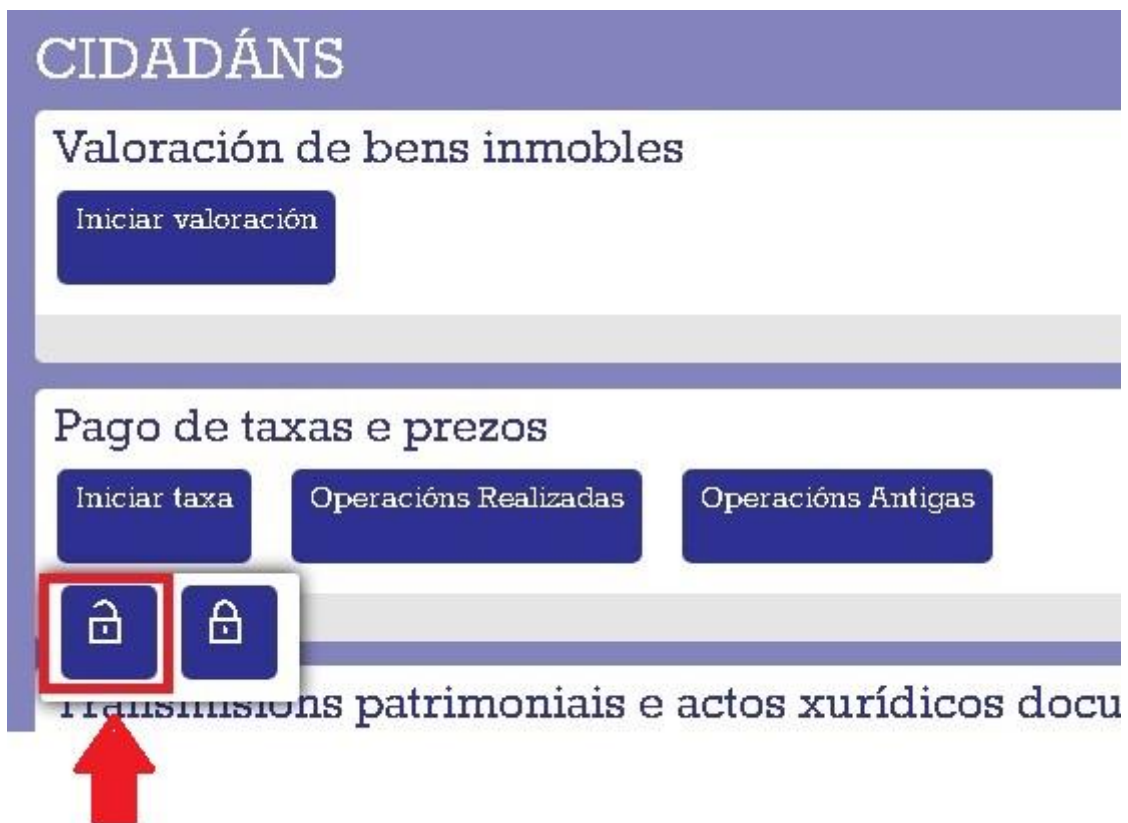 CIDADÁNS
Valoración de bens inmobles
Iniciar valoración
Pago de taxas e prezos
Iniciar taxa Operacións Realizadas Operacións Antigas
Transmisións patrimoniais e actos xurídicos docu